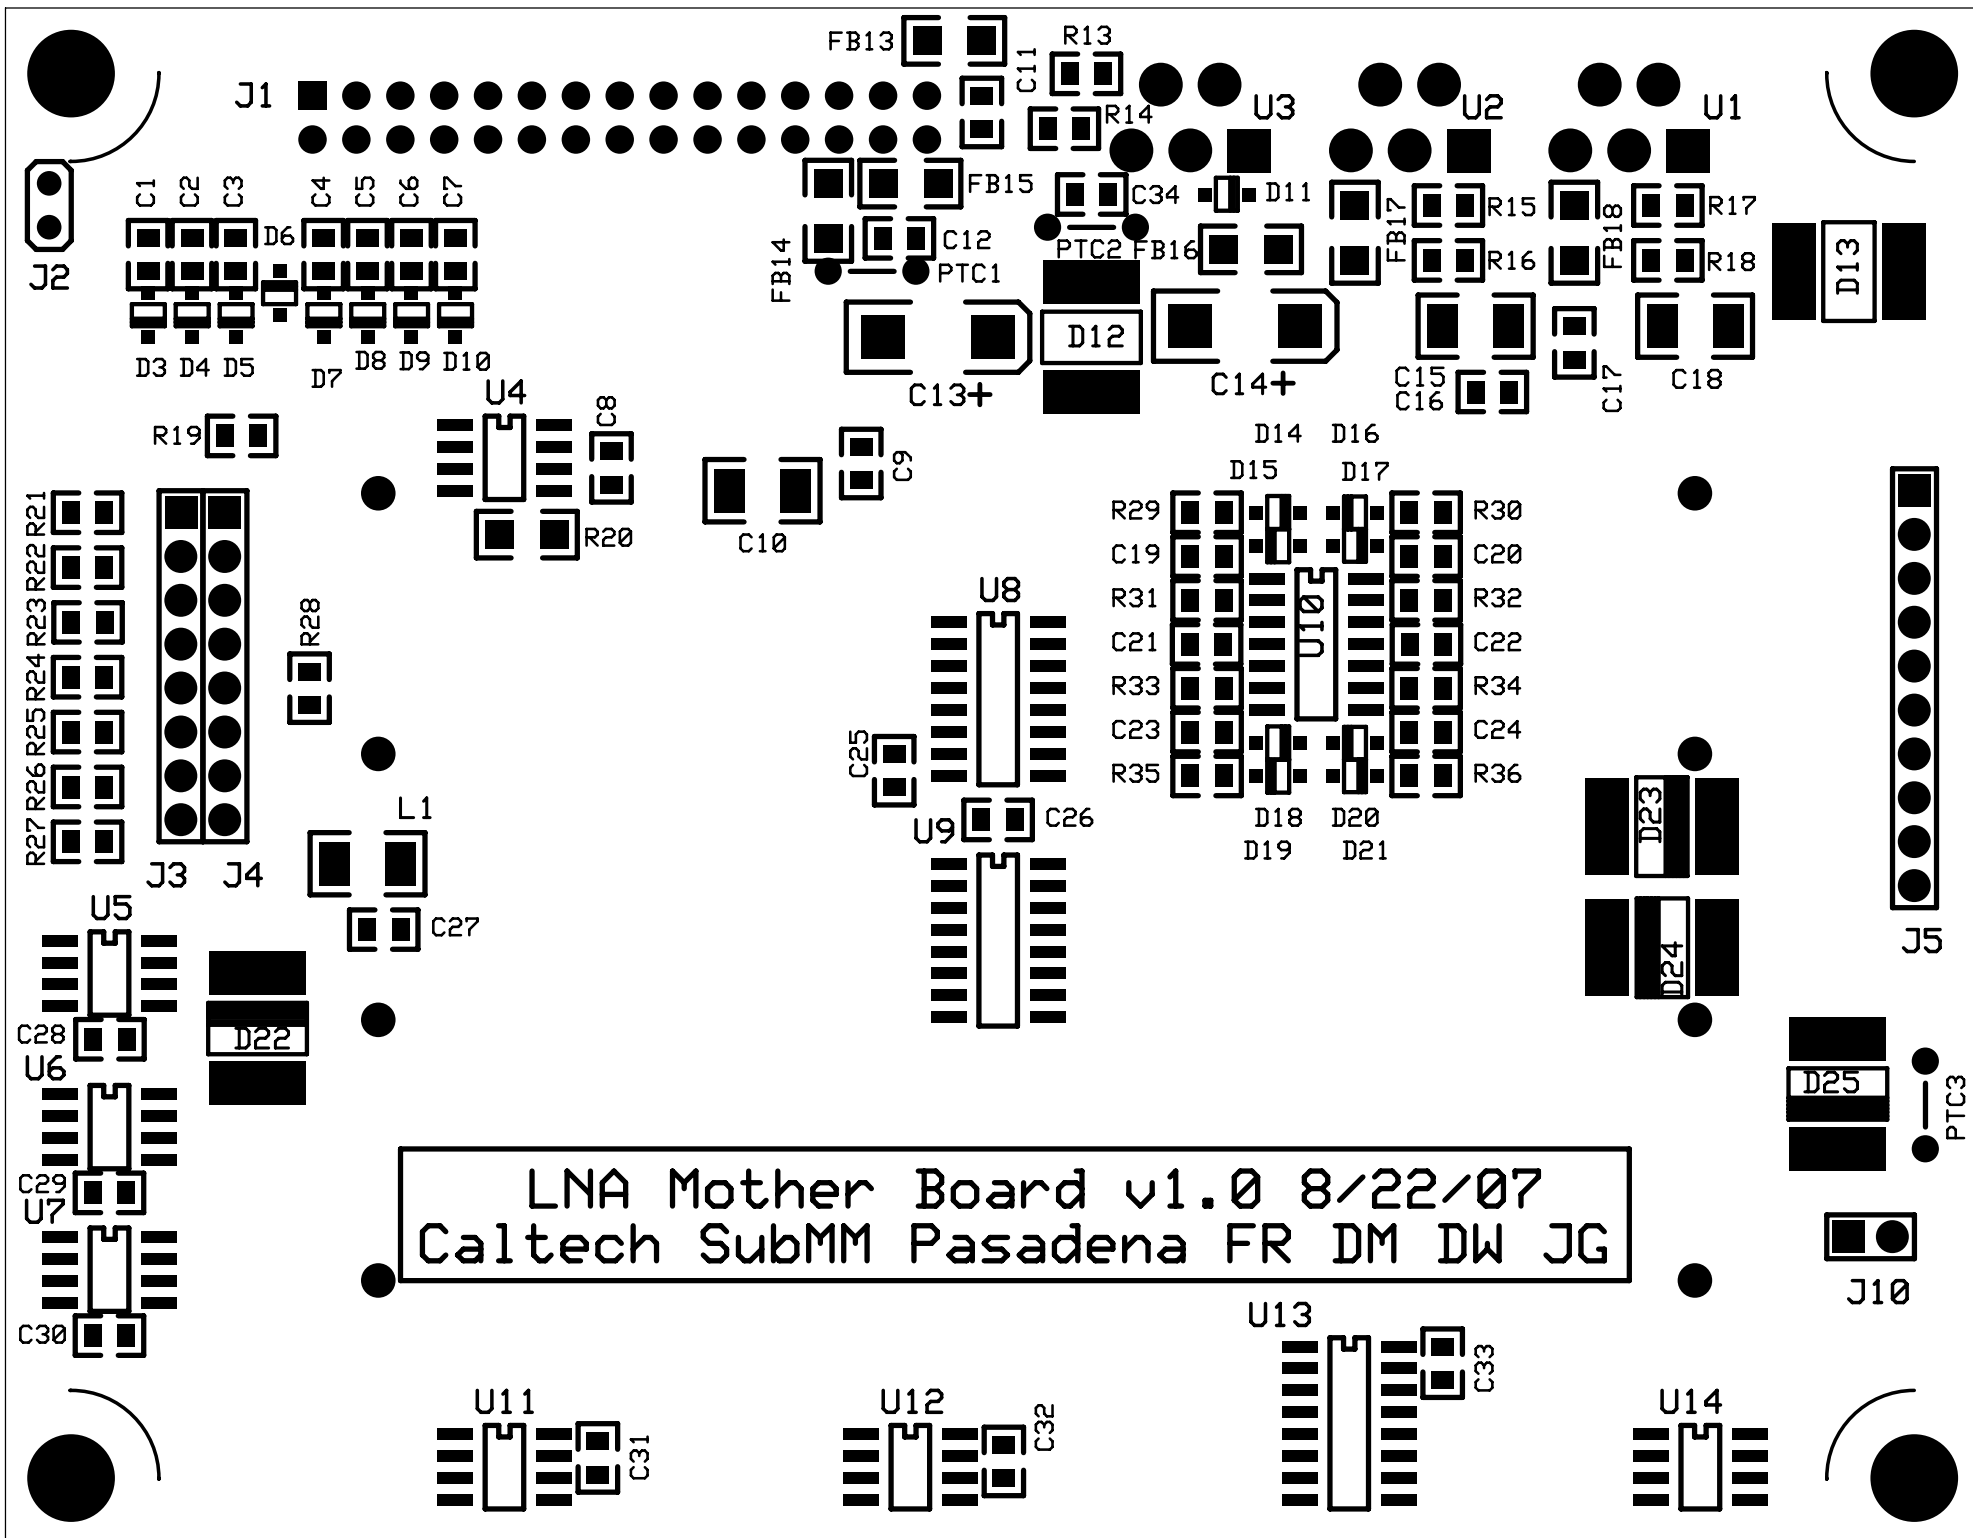 FB13
R13
C11
J1
R14
U3
U2
U1
C1
C2
C3
C4
C5
C6
C7
FB15
C34
D11
R15
R17
FB17
FB18
D6
C12
PTC2
FB16
R16
R18
D13
J2
FB14
PTC1
D12
D3
D4
D5
D7
D8
D9
D10
C13+
C14+
C15
C16
C17
C18
U4
C8
R19
C9
D14
D16
D15
D17
R21
R20
C10
R29
R30
R22
C19
C20
U8
R23
R28
R31
U10
R32
R24
C21
C22
R33
R34
R25
C25
C23
C24
R26
R35
R36
L1
U9
C26
D18
D20
D23
R27
D19
D21
J3
J4
U5
C27
J5
D24
C28
D22
U6
D25
PTC3
C29
U7
LNA Mother Board v1.0 8/22/07
Caltech SubMM Pasadena FR DM DW JG
J10
C30
U13
C33
U11
U12
U14
C31
C32